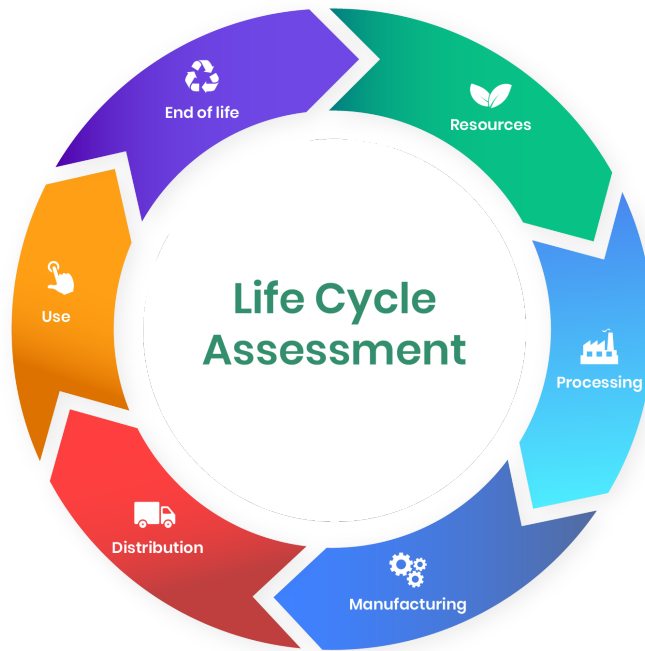 Life Cycle
Assessment
Resources
Processing
Manufacturing
Distribution
Use
End of life